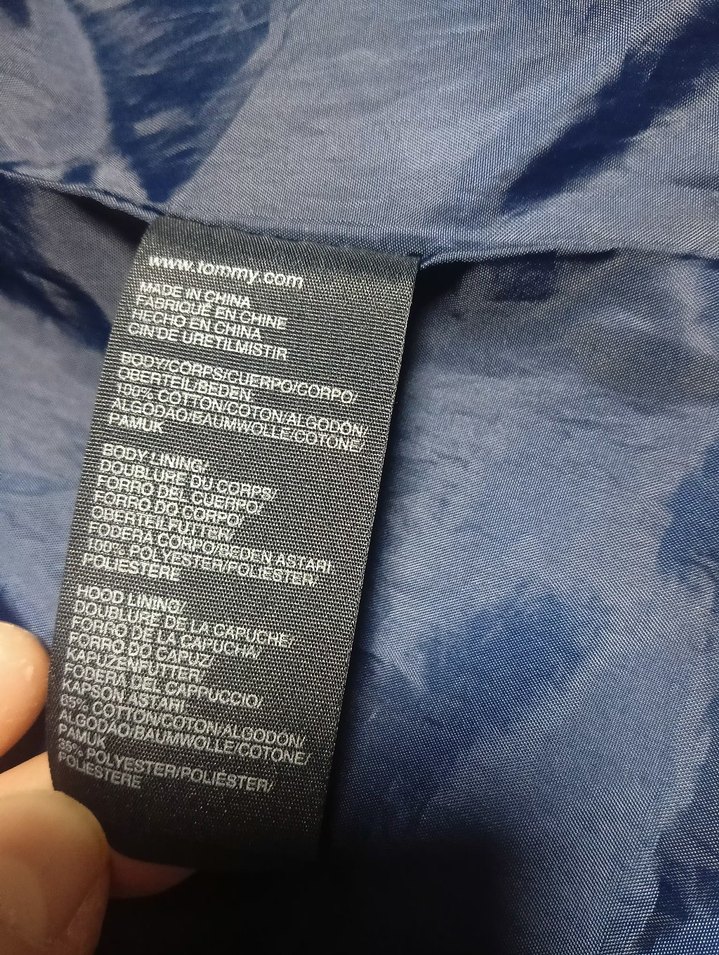 www.tommy.com
MADE IN CHINA
FABRIQUÉ EN CHINE
HECHO EN CHINA
CIN DE URETILMISTIR
BODY/CORPS/CUERPO/CORPO/
OBERTEIL/BEDEN
100% COTTON/COTON/ALGODÓN/
ALGODÃO/BAUMWOLLE/COTONE/
PAMUK
BODY LINING/
DOUBLURE DU CORPS/
FORRO DEL CUERPO/
FORRO DO CORPO/
OBERTEILFUTTER/
FODERA CORPO/BEDEN ASTARI
100% POLYESTER/POLIESTER/
POLIESTERE
HOOD LINING/
DOUBLURE DE LA CAPUCHE/
FORRO DE LA CAPUCHA/
FORRO DO CAPUZ/
KAPUZENFUTTER/
FODERA DEL CAPPUCCIO/
KAPSON ASTARI
65% COTTON/COTON/ALGODÓN/
ALGODÃO/BAUMWOLLE/COTONE/
PAMUK
35% POLYESTER/POLIÉSTER/
POLIESTERE